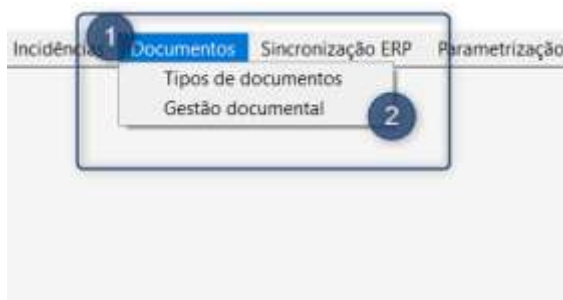 1
Incidências Documentos Sincronização ERP Parametrização
Tipos de documentos
Gestão documental
2